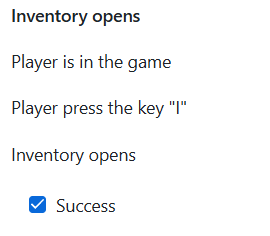 Inventory opens
Player is in the game
Player press the key "I"
Inventory opens
Success